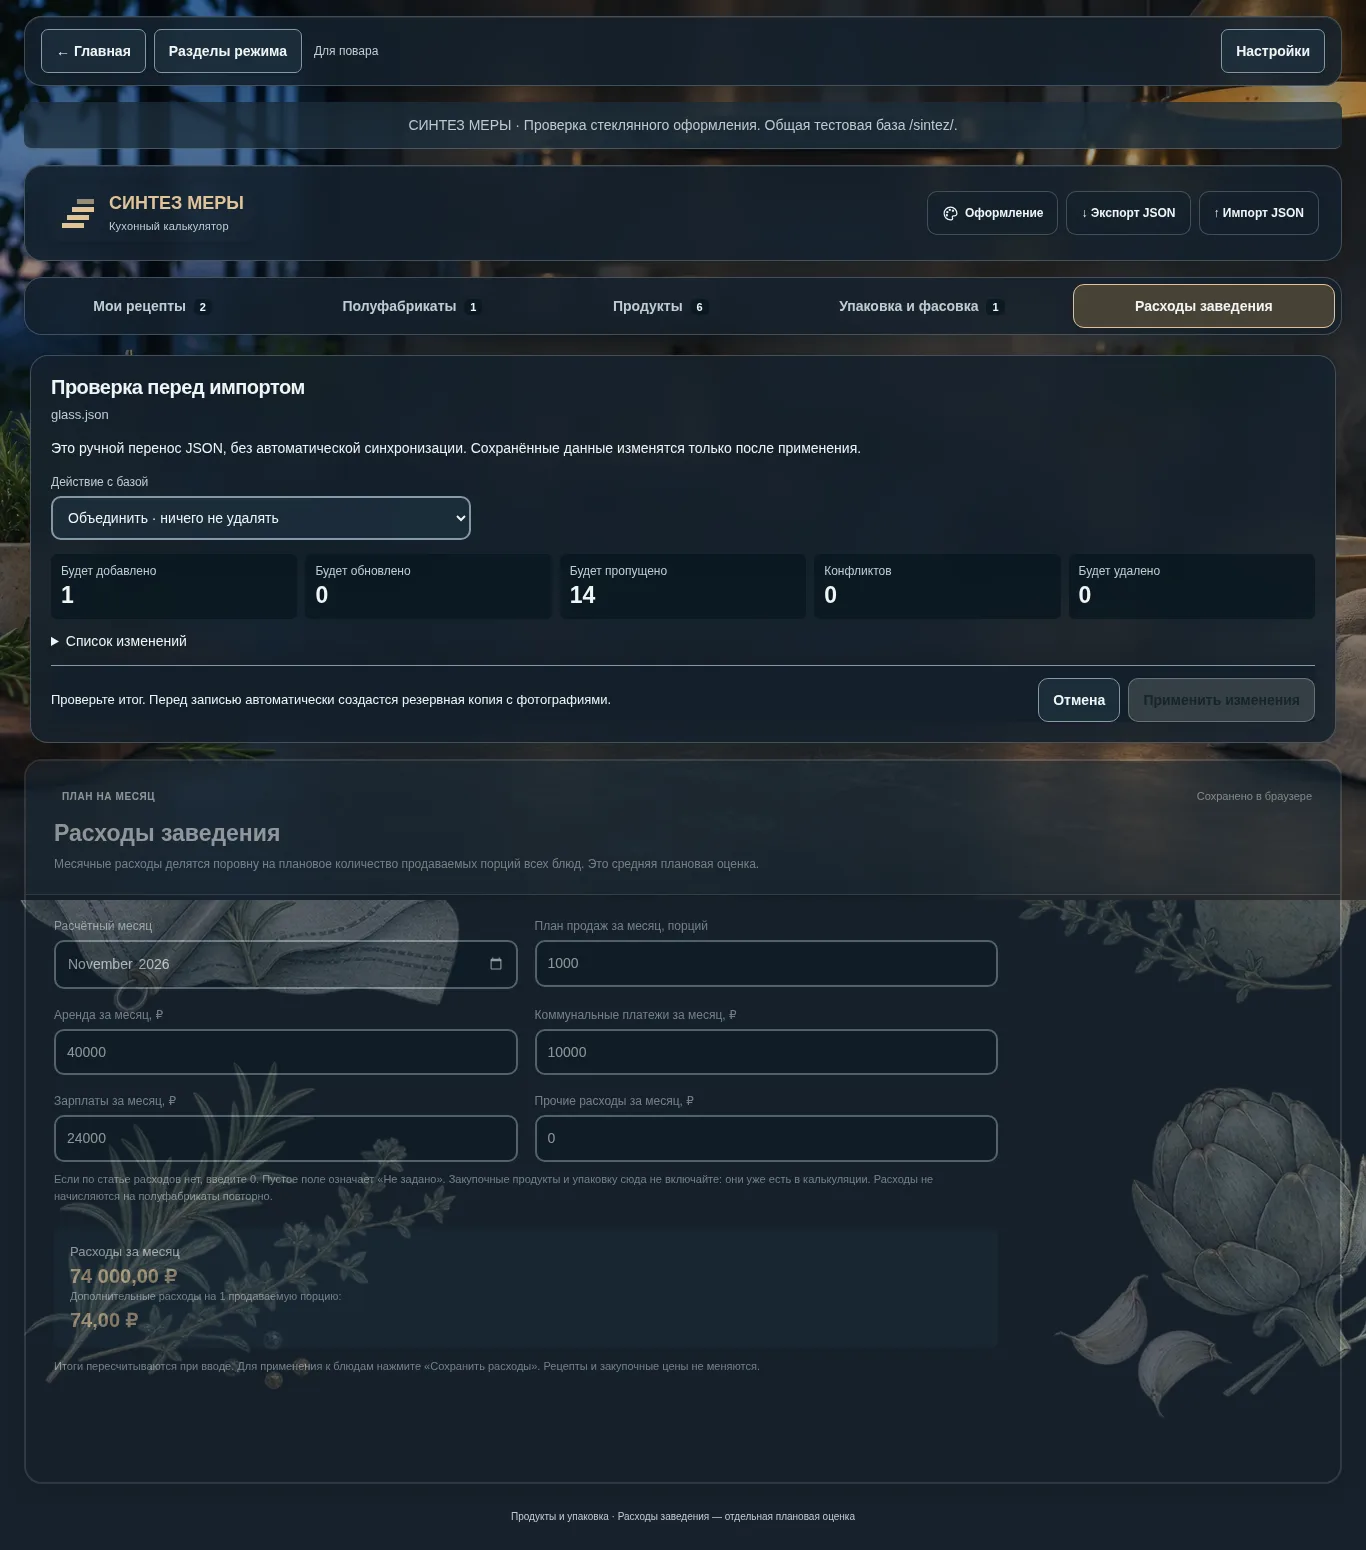 ← Главная
Разделы режима
Для повара
Настройки
СИНТЕЗ МЕРЫ · Проверка стеклянного оформления. Общая тестовая база /sintez/.
СИНТЕЗ МЕРЫ
Кухонный калькулятор
Оформление
↓ Экспорт JSON
↑ Импорт JSON
Мои рецепты 2
Полуфабрикаты 1
Продукты 6
Упаковка и фасовка 1
Расходы заведения
Проверка перед импортом
glass.json
Это ручной перенос JSON, без автоматической синхронизации. Сохранённые данные изменятся только после применения.
Действие с базой
Объединить · ничего не удалять
Будет добавлено
1
Будет обновлено
0
Будет пропущено
14
Конфликтов
0
Будет удалено
0
▶ Список изменений
Проверьте итог. Перед записью автоматически создастся резервная копия с фотографиями.
Отмена
Применить изменения
ПЛАН НА МЕСЯЦ
Сохранено в браузере
Расходы заведения
Месячные расходы делятся поровну на плановое количество продаваемых порций всех блюд. Это средняя плановая оценка.
Расчётный месяц
План продаж за месяц, порций
November 2026
1000
Аренда за месяц, ₽
Коммунальные платежи за месяц, ₽
40000
10000
Зарплаты за месяц, ₽
Прочие расходы за месяц, ₽
24000
0
Если по статье расходов нет, введите 0. Пустое поле означает «Не задано». Закупочные продукты и упаковку сюда не включайте: они уже есть в калькуляции. Расходы не
начисляются на полуфабрикаты повторно.
Расходы за месяц
74 000,00 ₽
Дополнительные расходы на 1 продаваемую порцию:
74,00 ₽
Итоги пересчитываются при вводе. Для применения к блюдам нажмите «Сохранить расходы». Рецепты и закупочные цены не меняются.
Продукты и упаковка · Расходы заведения — отдельная плановая оценка